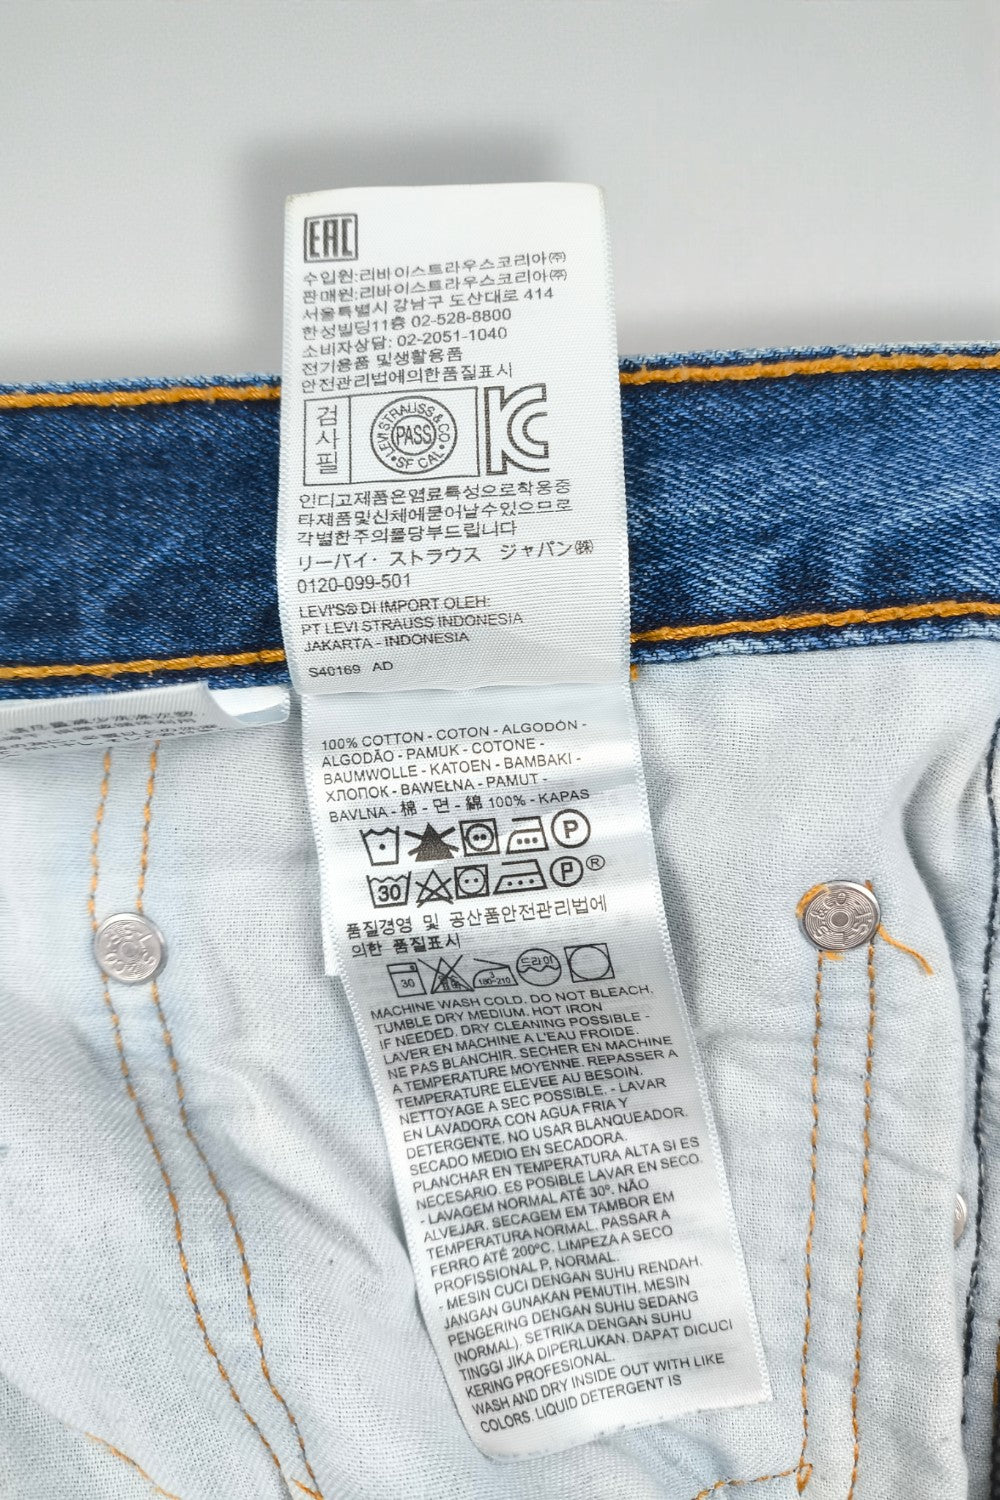 EAC
수입원:리바이스트라우스코리아㈜
판매원:리바이스트라우스코리아㈜
서울특별시 강남구 도산대로 414
한성빌딩11층 02-528-8800
소비자상담: 02-2051-1040
전기용품 및생활용품
안전관리법에의한품질표시
검사필
LEVI STRAUSS & CO.
PASS
• SF CAL •
KC
인디고제품은염료특성으로착용중
타제품및신체에묻어날수있으므로
각별한주의를당부드립니다
リーバイ・ストラウス ジャパン㈱
0120-099-501
LEVI'S® DI IMPORT OLEH:
PT LEVI STRAUSS INDONESIA
JAKARTA - INDONESIA
S40169 AD
100% COTTON - COTON - ALGODÓN -
ALGODÃO - PAMUK - COTONE -
BAUMWOLLE - KATOEN - BAMBAKI -
ХЛОПОК - BAWEŁNA - PAMUT -
BAVLNA - 棉 - 면 - 綿 100% - KAPAS
P
30 P ®
품질경영 및 공산품안전관리법에
의한 품질표시
30 3 180~210 드라이
MACHINE WASH COLD. DO NOT BLEACH.
TUMBLE DRY MEDIUM. HOT IRON
IF NEEDED. DRY CLEANING POSSIBLE -
LAVER EN MACHINE A L'EAU FROIDE.
NE PAS BLANCHIR. SECHER EN MACHINE
A TEMPERATURE MOYENNE. REPASSER A
TEMPERATURE ELEVEE AU BESOIN.
NETTOYAGE A SEC POSSIBLE. - LAVAR
EN LAVADORA CON AGUA FRIA Y
DETERGENTE. NO USAR BLANQUEADOR.
SECADO MEDIO EN SECADORA.
PLANCHAR EN TEMPERATURA ALTA SI ES
NECESARIO. ES POSIBLE LAVAR EN SECO.
- LAVAGEM NORMAL ATÉ 30º. NÃO
ALVEJAR. SECAGEM EM TAMBOR EM
TEMPERATURA NORMAL. PASSAR A
FERRO ATÉ 200ºC. LIMPEZA A SECO
PROFISSIONAL P, NORMAL.
- MESIN CUCI DENGAN SUHU RENDAH.
JANGAN GUNAKAN PEMUTIH. MESIN
PENGERING DENGAN SUHU SEDANG
(NORMAL). SETRIKA DENGAN SUHU
TINGGI JIKA DIPERLUKAN. DAPAT DICUCI
KERING PROFESIONAL.
WASH AND DRY INSIDE OUT WITH LIKE
COLORS. LIQUID DETERGENT IS